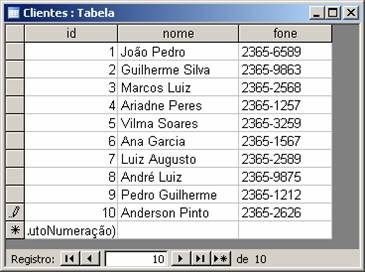 Clientes : Tabela
id nome fone
1 João Pedro 2365-6589
2 Guilherme Silva 2365-9863
3 Marcos Luiz 2365-2568
4 Ariadne Peres 2365-1257
5 Vilma Soares 2365-3259
6 Ana Garcia 2365-1567
7 Luiz Augusto 2365-2589
8 André Luiz 2365-9875
9 Pedro Guilherme 2365-1212
10 Anderson Pinto 2365-2626
utoNumeração)
Registro: 10 de 10